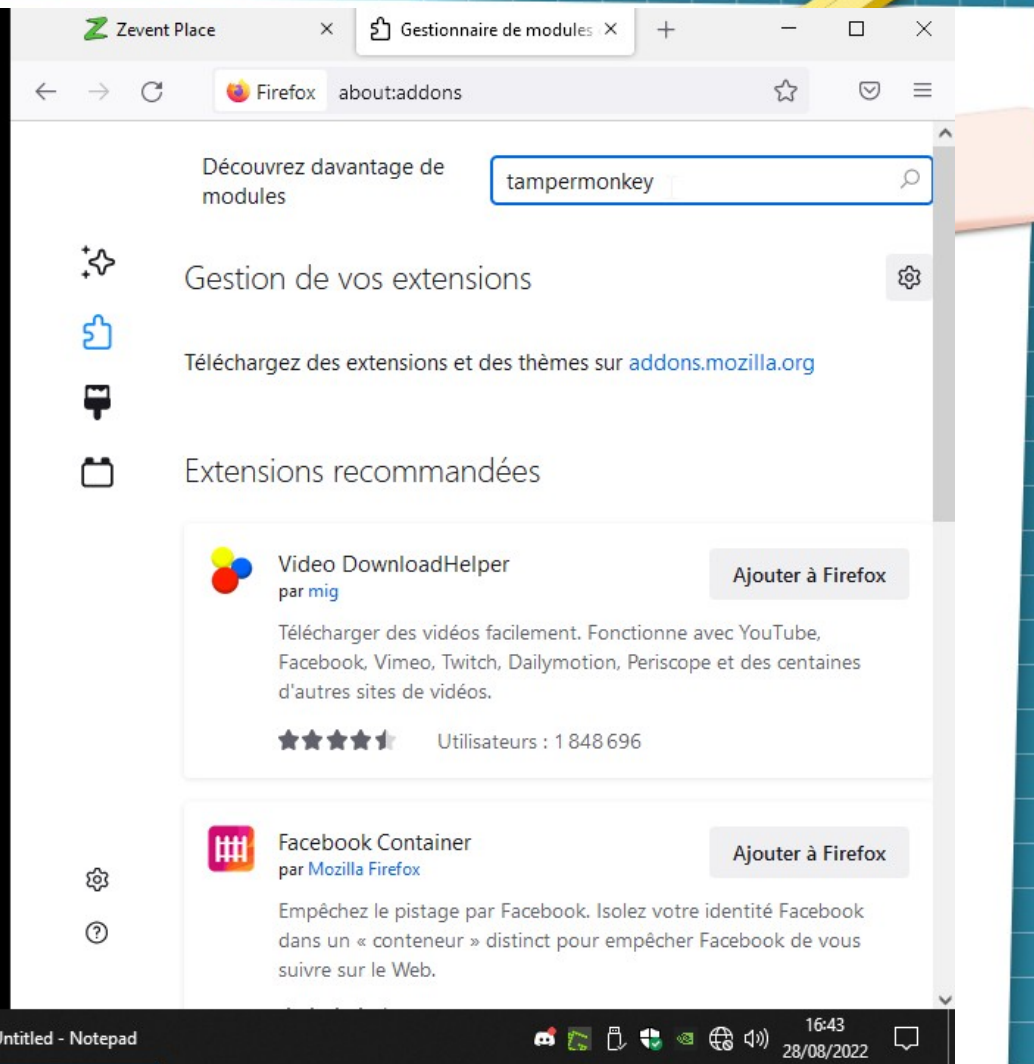 Zevent Place
Gestionnaire de modules
Firefox about:addons
Découvrez davantage de
modules
tampermonkey
Gestion de vos extensions
Téléchargez des extensions et des thèmes sur addons.mozilla.org
Extensions recommandées
Video DownloadHelper
par mig
Ajouter à Firefox
Télécharger des vidéos facilement. Fonctionne avec YouTube,
Facebook, Vimeo, Twitch, Dailymotion, Periscope et des centaines
d'autres sites de vidéos.
Utilisateurs : 1 848 696
Facebook Container
par Mozilla Firefox
Ajouter à Firefox
Empêchez le pistage par Facebook. Isolez votre identité Facebook
dans un « conteneur » distinct pour empêcher Facebook de vous
suivre sur le Web.
Untitled - Notepad
16:43
28/08/2022